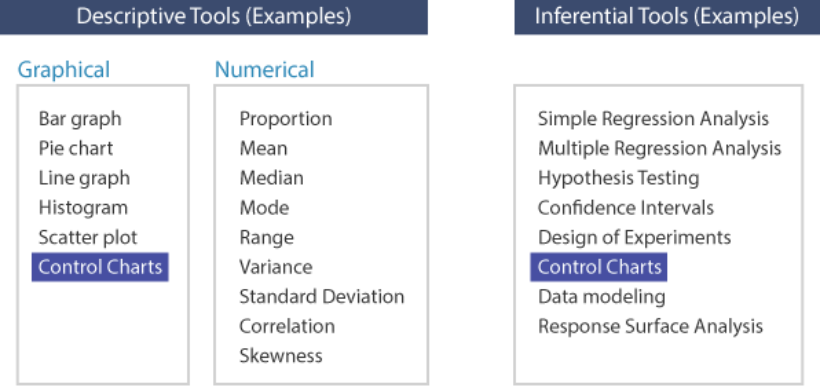 Descriptive Tools (Examples)
Graphical
Bar graph
Pie chart
Line graph
Histogram
Scatter plot
Control Charts
Numerical
Proportion
Mean
Median
Mode
Range
Variance
Standard Deviation
Correlation
Skewness
Inferential Tools (Examples)
Simple Regression Analysis
Multiple Regression Analysis
Hypothesis Testing
Confidence Intervals
Design of Experiments
Control Charts
Data modeling
Response Surface Analysis